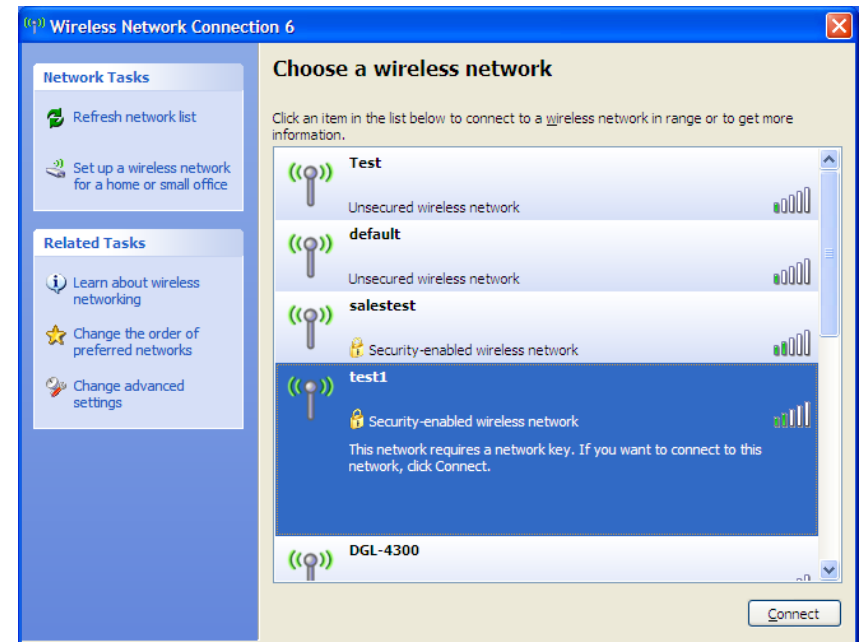 Wireless Network Connection 6
Network Tasks
Refresh network list
Set up a wireless network
for a home or small office
Related Tasks
Learn about wireless
networking
Change the order of
preferred networks
Change advanced
settings
Choose a wireless network
Click an item in the list below to connect to a wireless network in range or to get more
information.
Test
Unsecured wireless network
default
Unsecured wireless network
salestest
Security-enabled wireless network
test1
Security-enabled wireless network
This network requires a network key. If you want to connect to this
network, click Connect.
DGL-4300
Connect